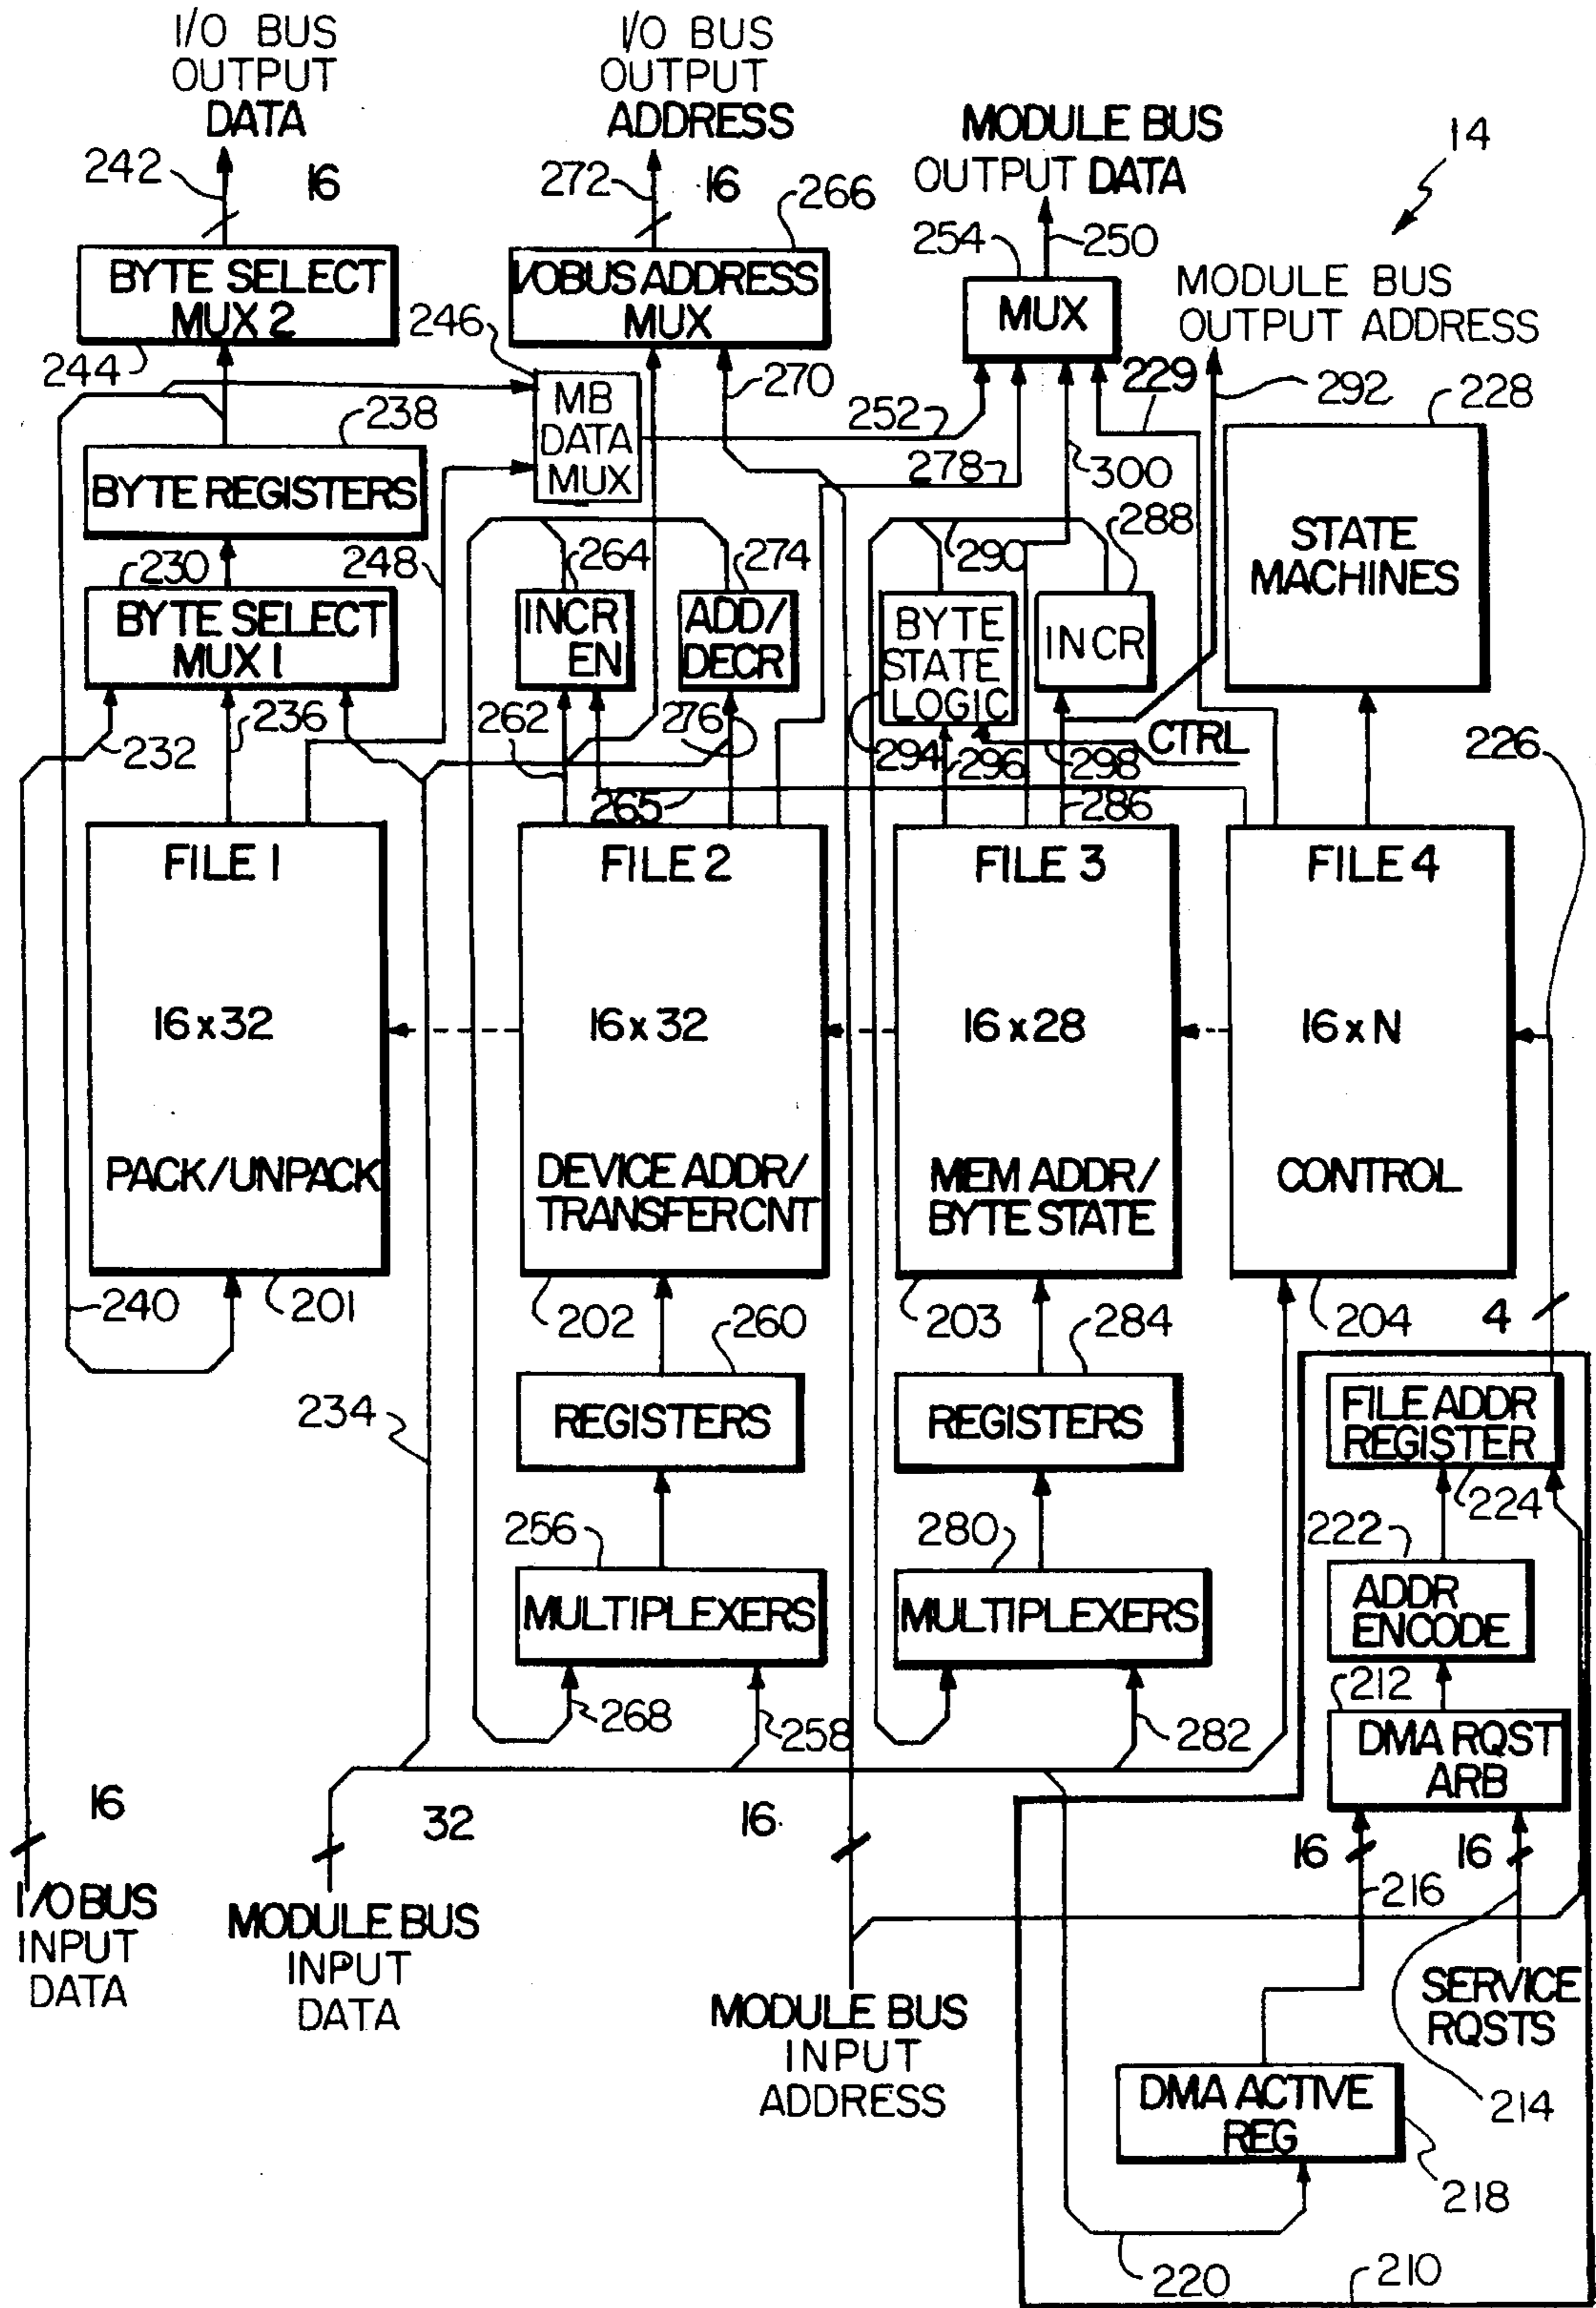 I/O BUS
OUTPUT
DATA
I/O BUS
OUTPUT
ADDRESS
MODULE BUS
OUTPUT DATA
14
242
16
272
16
266
254
250
MODULE BUS
OUTPUT ADDRESS
BYTE SELECT
MUX 2
I/O BUS ADDRESS
MUX
MUX
244
246
270
229
292
228
MB
DATA
MUX
252
238
278
300
BYTE REGISTERS
STATE
MACHINES
230
248
264
274
290
288
BYTE SELECT
MUX 1
INCR
EN
ADD/
DECR
BYTE
STATE
LOGIC
INCR
232
236
262
276
294
296
298
CTRL
226
265
286
FILE 1
FILE 2
FILE 3
FILE 4
16 x 32
16 x 32
16 x 28
16 x N
PACK/UNPACK
DEVICE ADDR/
TRANSFER CNT
MEM ADDR/
BYTE STATE
CONTROL
240
201
202
260
203
284
204
4
234
REGISTERS
REGISTERS
FILE ADDR
REGISTER
224
256
280
222
MULTIPLEXERS
MULTIPLEXERS
ADDR
ENCODE
212
268
258
282
DMA RQST
ARB
16
32
16
16
16
216
I/O BUS
INPUT
DATA
MODULE BUS
INPUT
DATA
MODULE BUS
INPUT
ADDRESS
SERVICE
RQSTS
214
DMA ACTIVE
REG
218
220
210